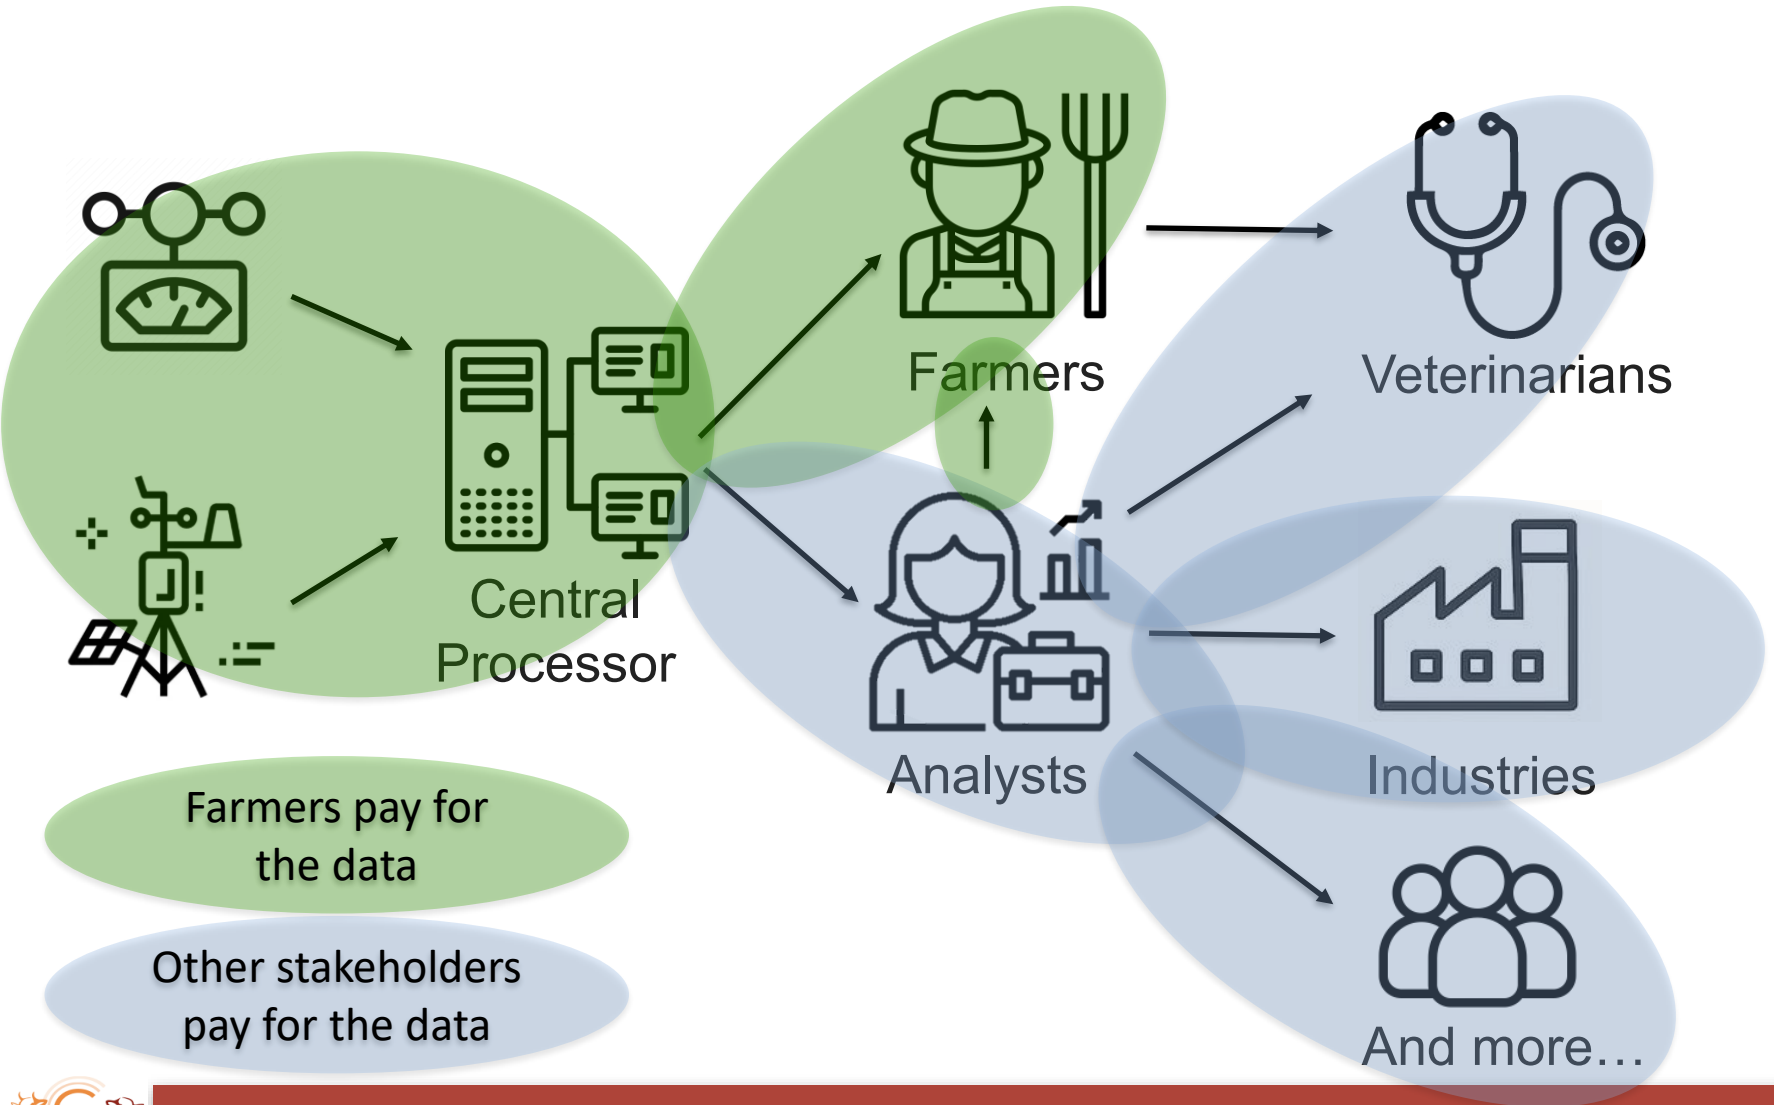 Farmers
Veterinarians
Central
Processor
Analysts
Industries
And more…
Farmers pay for
the data
Other stakeholders
pay for the data